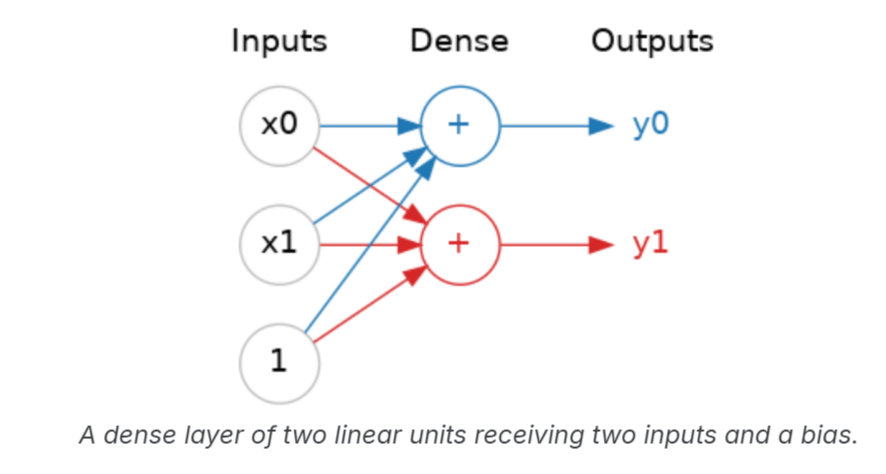 Inputs Dense Outputs
x0 + y0
x1 + y1
1
A dense layer of two linear units receiving two inputs and a bias.